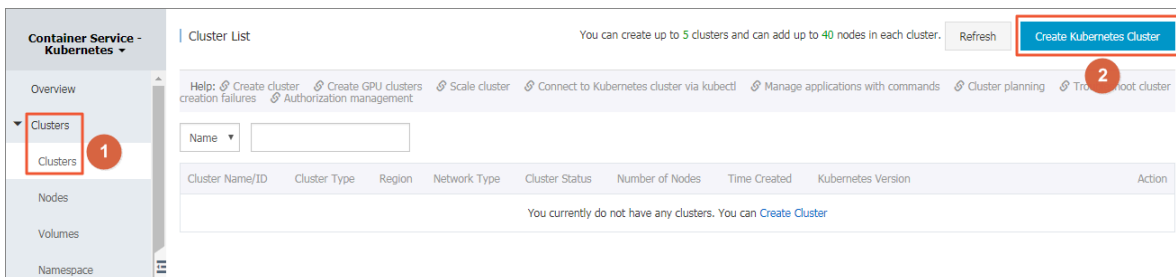 Container Service -
Kubernetes
Overview
Clusters
Clusters
1
Nodes
Volumes
Namespace
Cluster List
You can create up to 5 clusters and can add up to 40 nodes in each cluster.
Refresh
Create Kubernetes Cluster
2
Help: Create cluster Create GPU clusters Scale cluster Connect to Kubernetes cluster via kubectl Manage applications with commands Cluster planning cluster
creation failures Authorization management
Name
Cluster Name/ID Cluster Type Region Network Type Cluster Status Number of Nodes Time Created Kubernetes Version Action
You currently do not have any clusters. You can Create Cluster